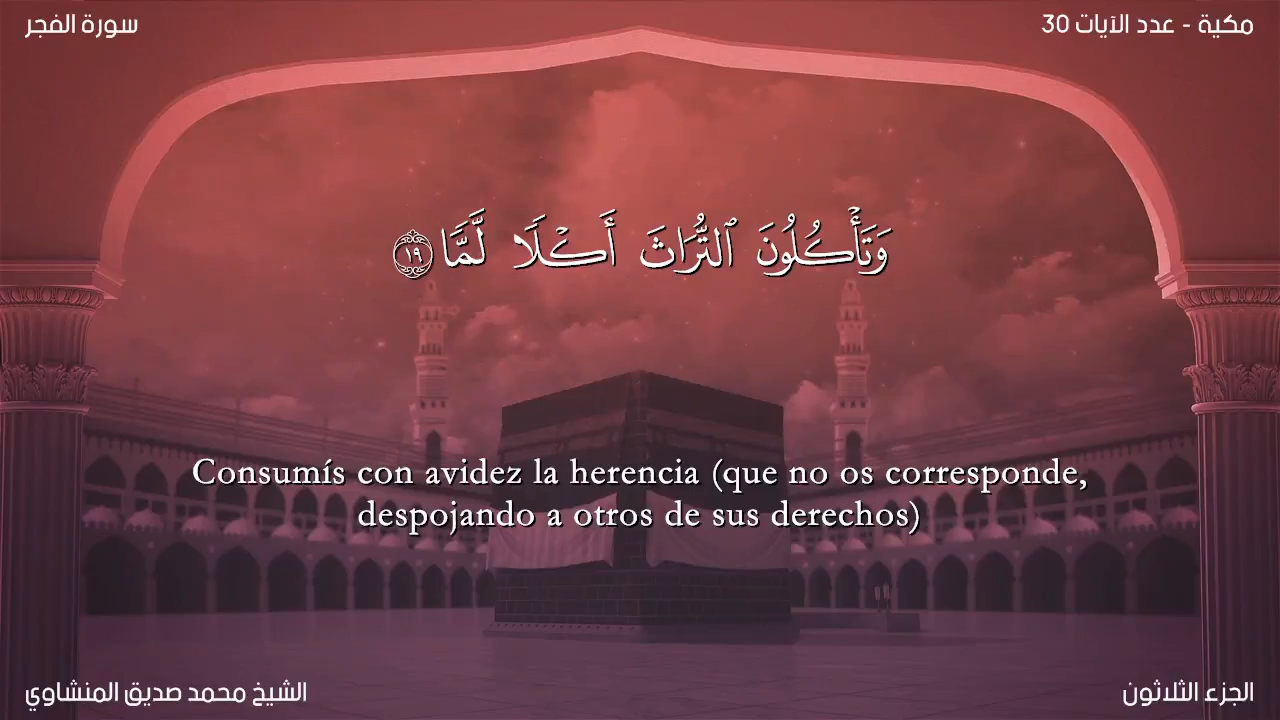 مكية - عدد الآيات 30
سورة الفجر
وَتَأْكُلُونَ ٱلتُّرَاثَ أَكْلًا لَّمًّا ١٩
Consumís con avidez la herencia (que no os corresponde,
despojando a otros de sus derechos)
الجزء الثلاثون
الشيخ محمد صديق المنشاوي